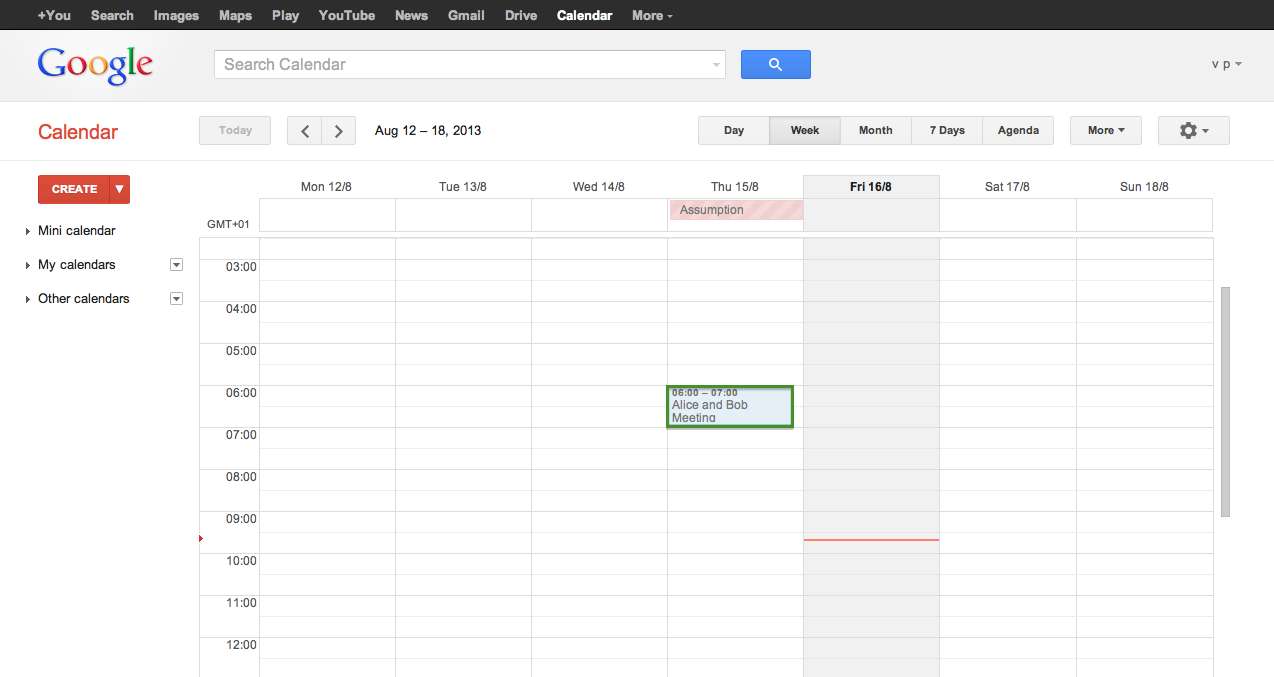 +You Search Images Maps Play YouTube News Gmail Drive Calendar More
Google
Search Calendar
v p
Calendar
Today
Aug 12 – 18, 2013
Day Week Month 7 Days Agenda
More
CREATE
Mini calendar
My calendars
Other calendars
Mon 12/8 Tue 13/8 Wed 14/8 Thu 15/8 Fri 16/8 Sat 17/8 Sun 18/8
GMT+01
Assumption
03:00
04:00
05:00
06:00
06:00 – 07:00
Alice and Bob
Meeting
07:00
08:00
09:00
10:00
11:00
12:00